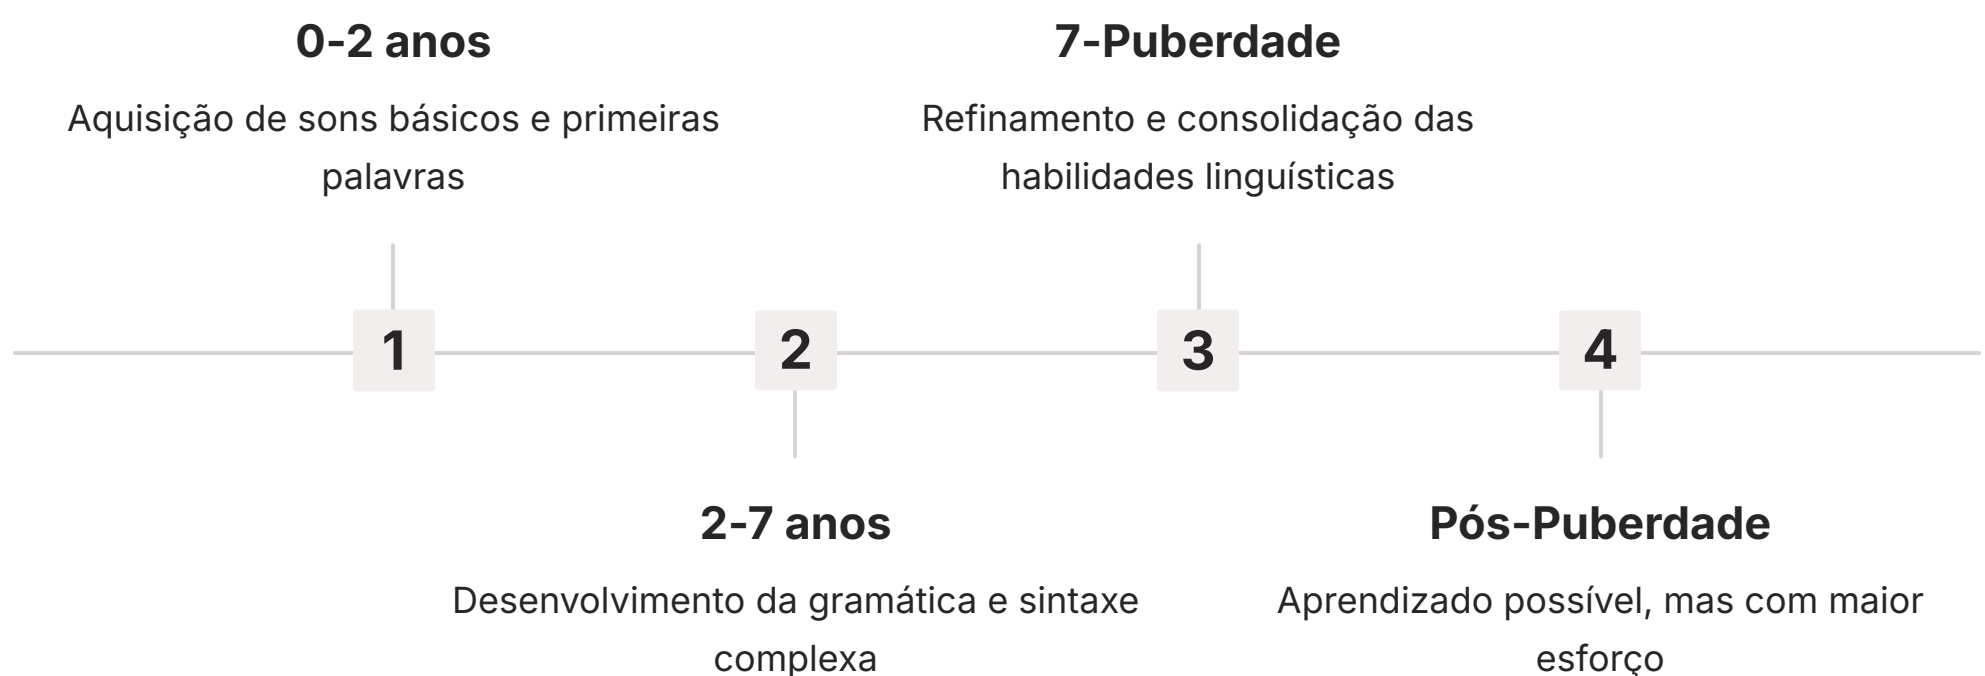 0-2 anos
Aquisição de sons básicos e primeiras
palavras
7-Puberdade
Refinamento e consolidação das
habilidades linguísticas
1
2
3
4
2-7 anos
Desenvolvimento da gramática e sintaxe
complexa
Pós-Puberdade
Aprendizado possível, mas com maior
esforço